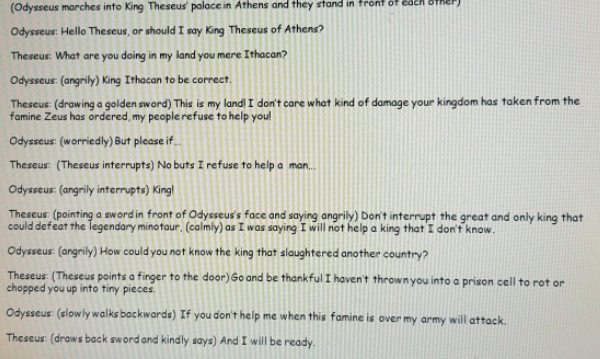 (Odysseus marches into King Theseus' palace in Athens and they stand in front of each other)
Odysseus: Hello Theseus, or should I say King Theseus of Athens?
Theseus: What are you doing in my land you mere Ithacan?
Odysseus: (angrily) King Ithacan to be correct.
Theseus: (drawing a golden sword) This is my land! I don't care what kind of damage your kingdom has taken from the
famine Zeus has ordered, my people refuse to help you!
Odysseus: (worriedly) But please if...
Theseus: (Theseus interrupts) No buts I refuse to help a man...
Odysseus: (angrily interrupts) King!
Theseus: (pointing a sword in front of Odysseus's face and saying angrily) Don't interrupt the great and only king that
could defeat the legendary minotaur, (calmly) as I was saying I will not help a king that I don't know.
Odysseus: (angrily) How could you not know the king that slaughtered another country?
Theseus: (Theseus points a finger to the door) Go and be thankful I haven't thrown you into a prison cell to rot or
chopped you up into tiny pieces.
Odysseus: (slowly walks backwards) If you don't help me when this famine is over my army will attack.
Theseus: (draws back sword and kindly says) And I will be ready.